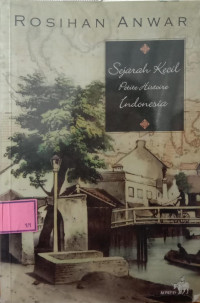 ROSIHAN ANWAR
Sejarah Kecil
Petite Histoire
Indonesia